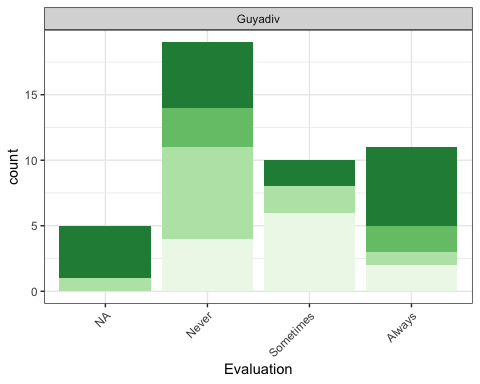 Guyadiv
15
10
5
0
count
NA
Never
Sometimes
Always
Evaluation